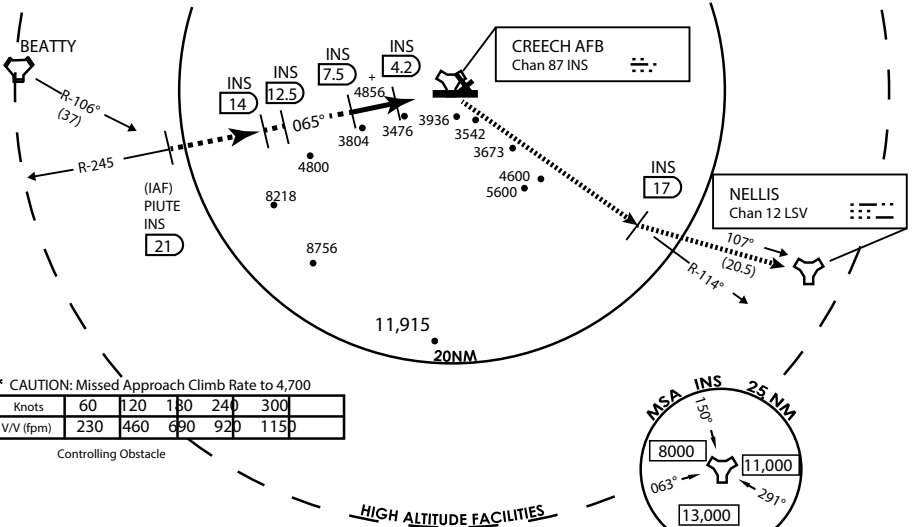 BEATTY
R-106°
(37)
R-245
(IAF)
PIUTE
INS
21
INS
14
INS
12.5
INS
7.5
INS
4.2
065°
+
4856
3804
3476
3936
3542
3673
4800
4600
5600
8218
8756
11,915
20NM
CREECH AFB
Chan 87 INS
INS
17
NELLIS
Chan 12 LSV
107°
(20.5)
R-114°
* CAUTION: Missed Approach Climb Rate to 4,700
Knots 60 120 180 240 300
V/V (fpm) 230 460 690 920 1150
Controlling Obstacle
HIGH ALTITUDE FACILITIES
MSA INS 25 NM
150°
8000
11,000
063°
291°
13,000